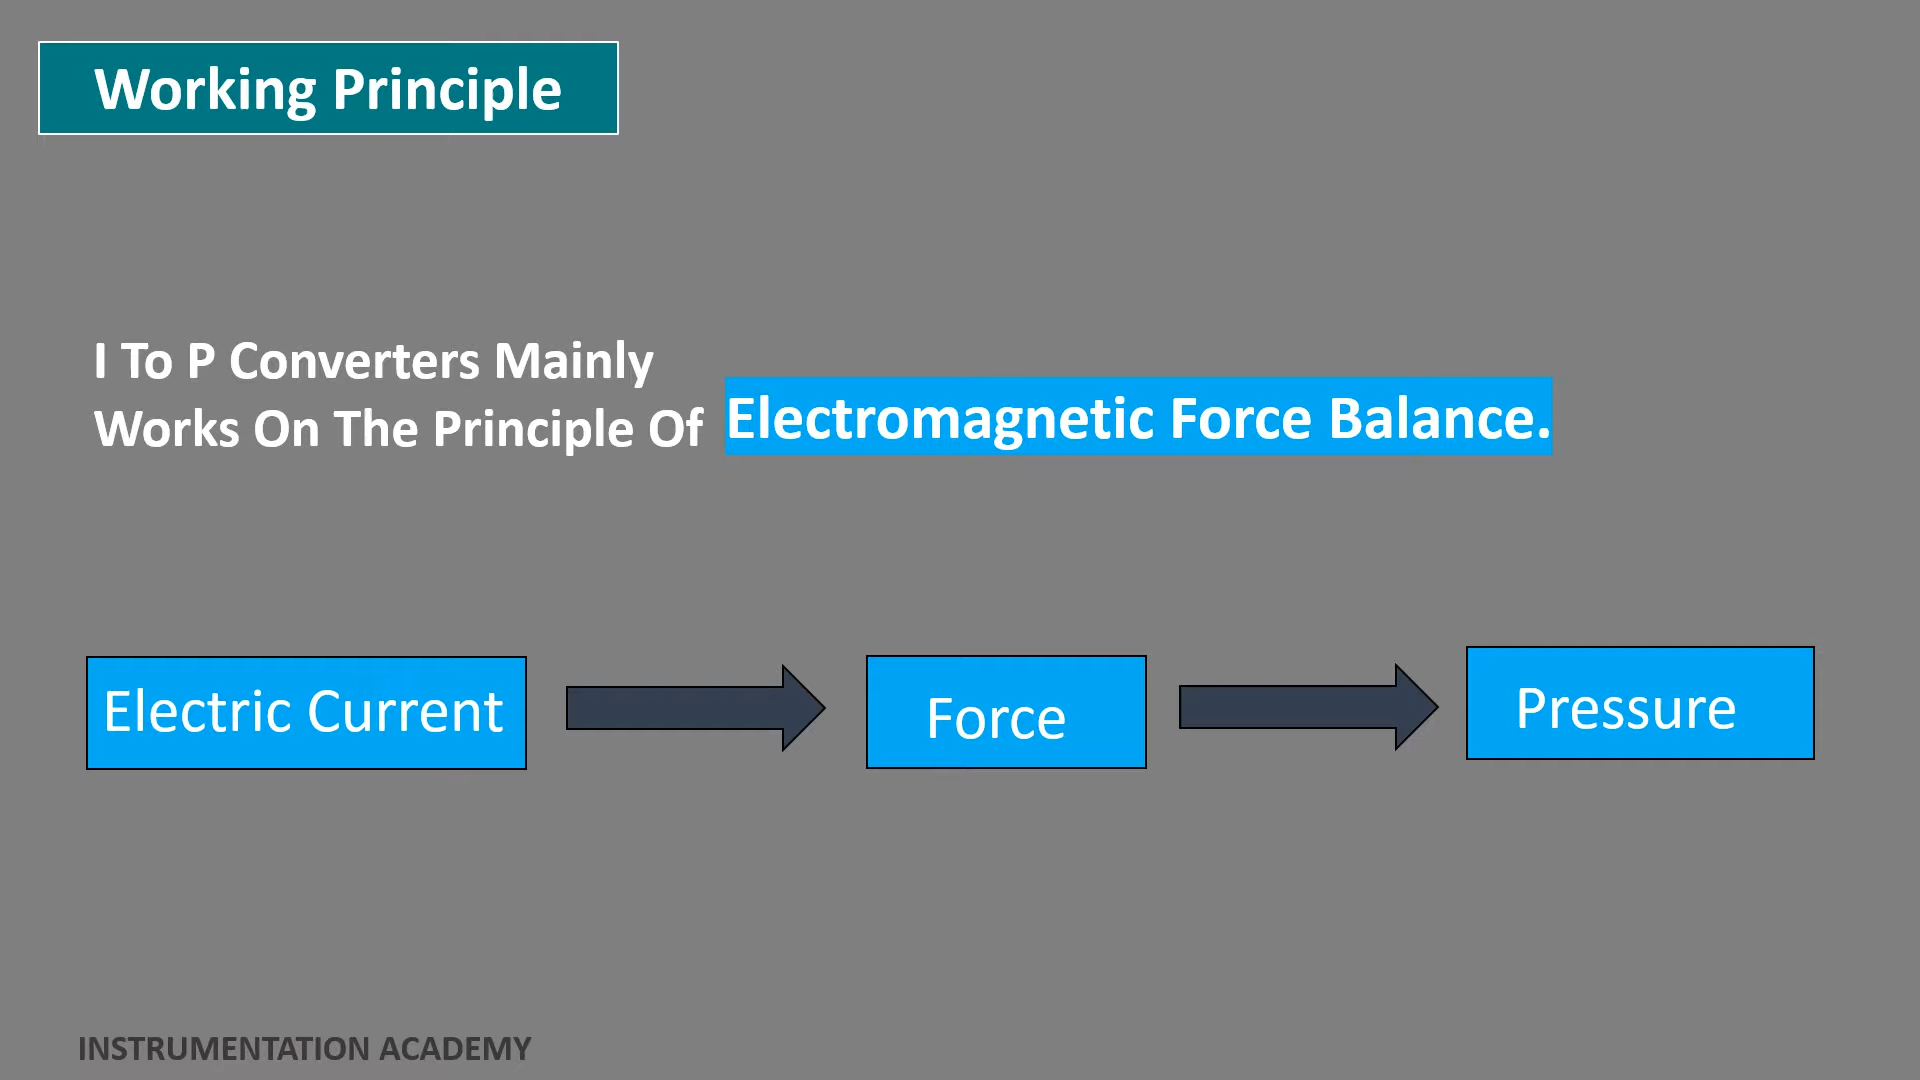 Working Principle
I To P Converters Mainly
Works On The Principle Of Electromagnetic Force Balance.
Electric Current
Force
Pressure
INSTRUMENTATION ACADEMY